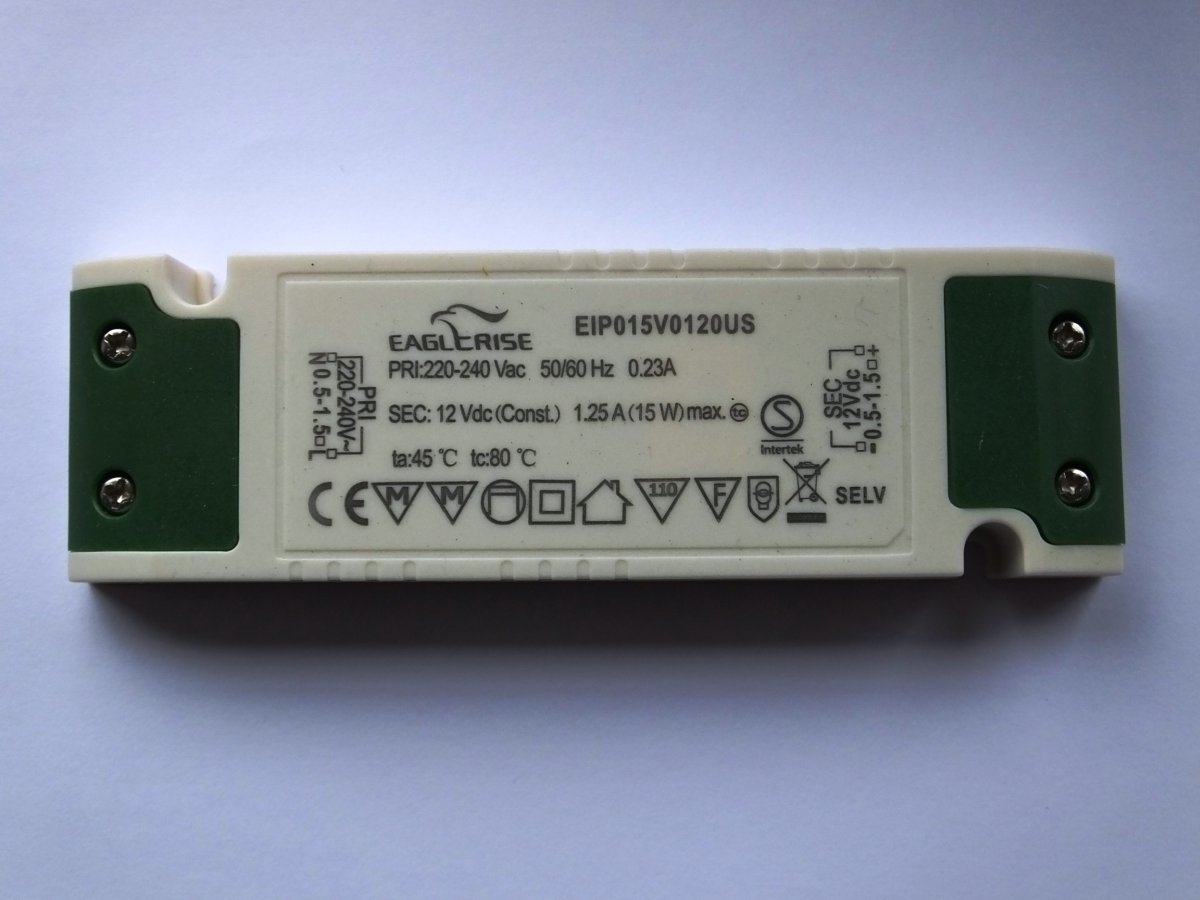 EAGLERISE
EIP015V0120US
PRI:220-240 Vac 50/60 Hz 0.23A
SEC: 12 Vdc (Const.) 1.25 A (15 W) max. tc
ta:45 ℃ tc:80 ℃
PRI
220-240V~
N 0.5-1.5□ L
S
Intertek
SEC
12Vdc
- 0.5-1.5□ +
CE M M 110 F SELV